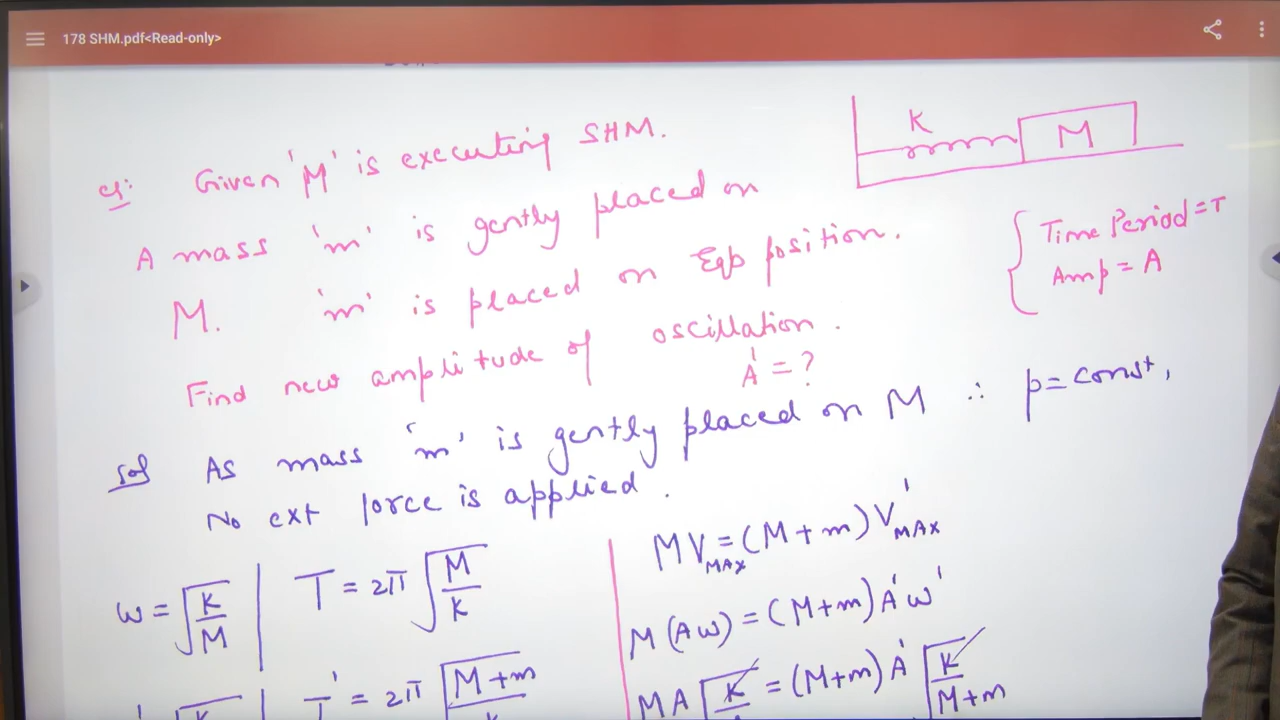 178 SHM.pdf<Read-only>
Q: Given 'M' is executing SHM.
K
M
A mass 'm' is gently placed on
Time Period = T
M. 'm' is placed on Eqb position.
Amp = A
Find new amplitude of oscillation.
A' = ?
Sol As mass 'm' is gently placed on M ∴ p = const,
No ext force is applied.
ω = √(K/M) | T = 2π √(M/k)
T' = 2π √(M+m/k)
MV_MAX = (M+m)V'_MAX
M(Aω) = (M+m)A'ω'
MA √(K/ = (M+m)A' √(K/M+m)